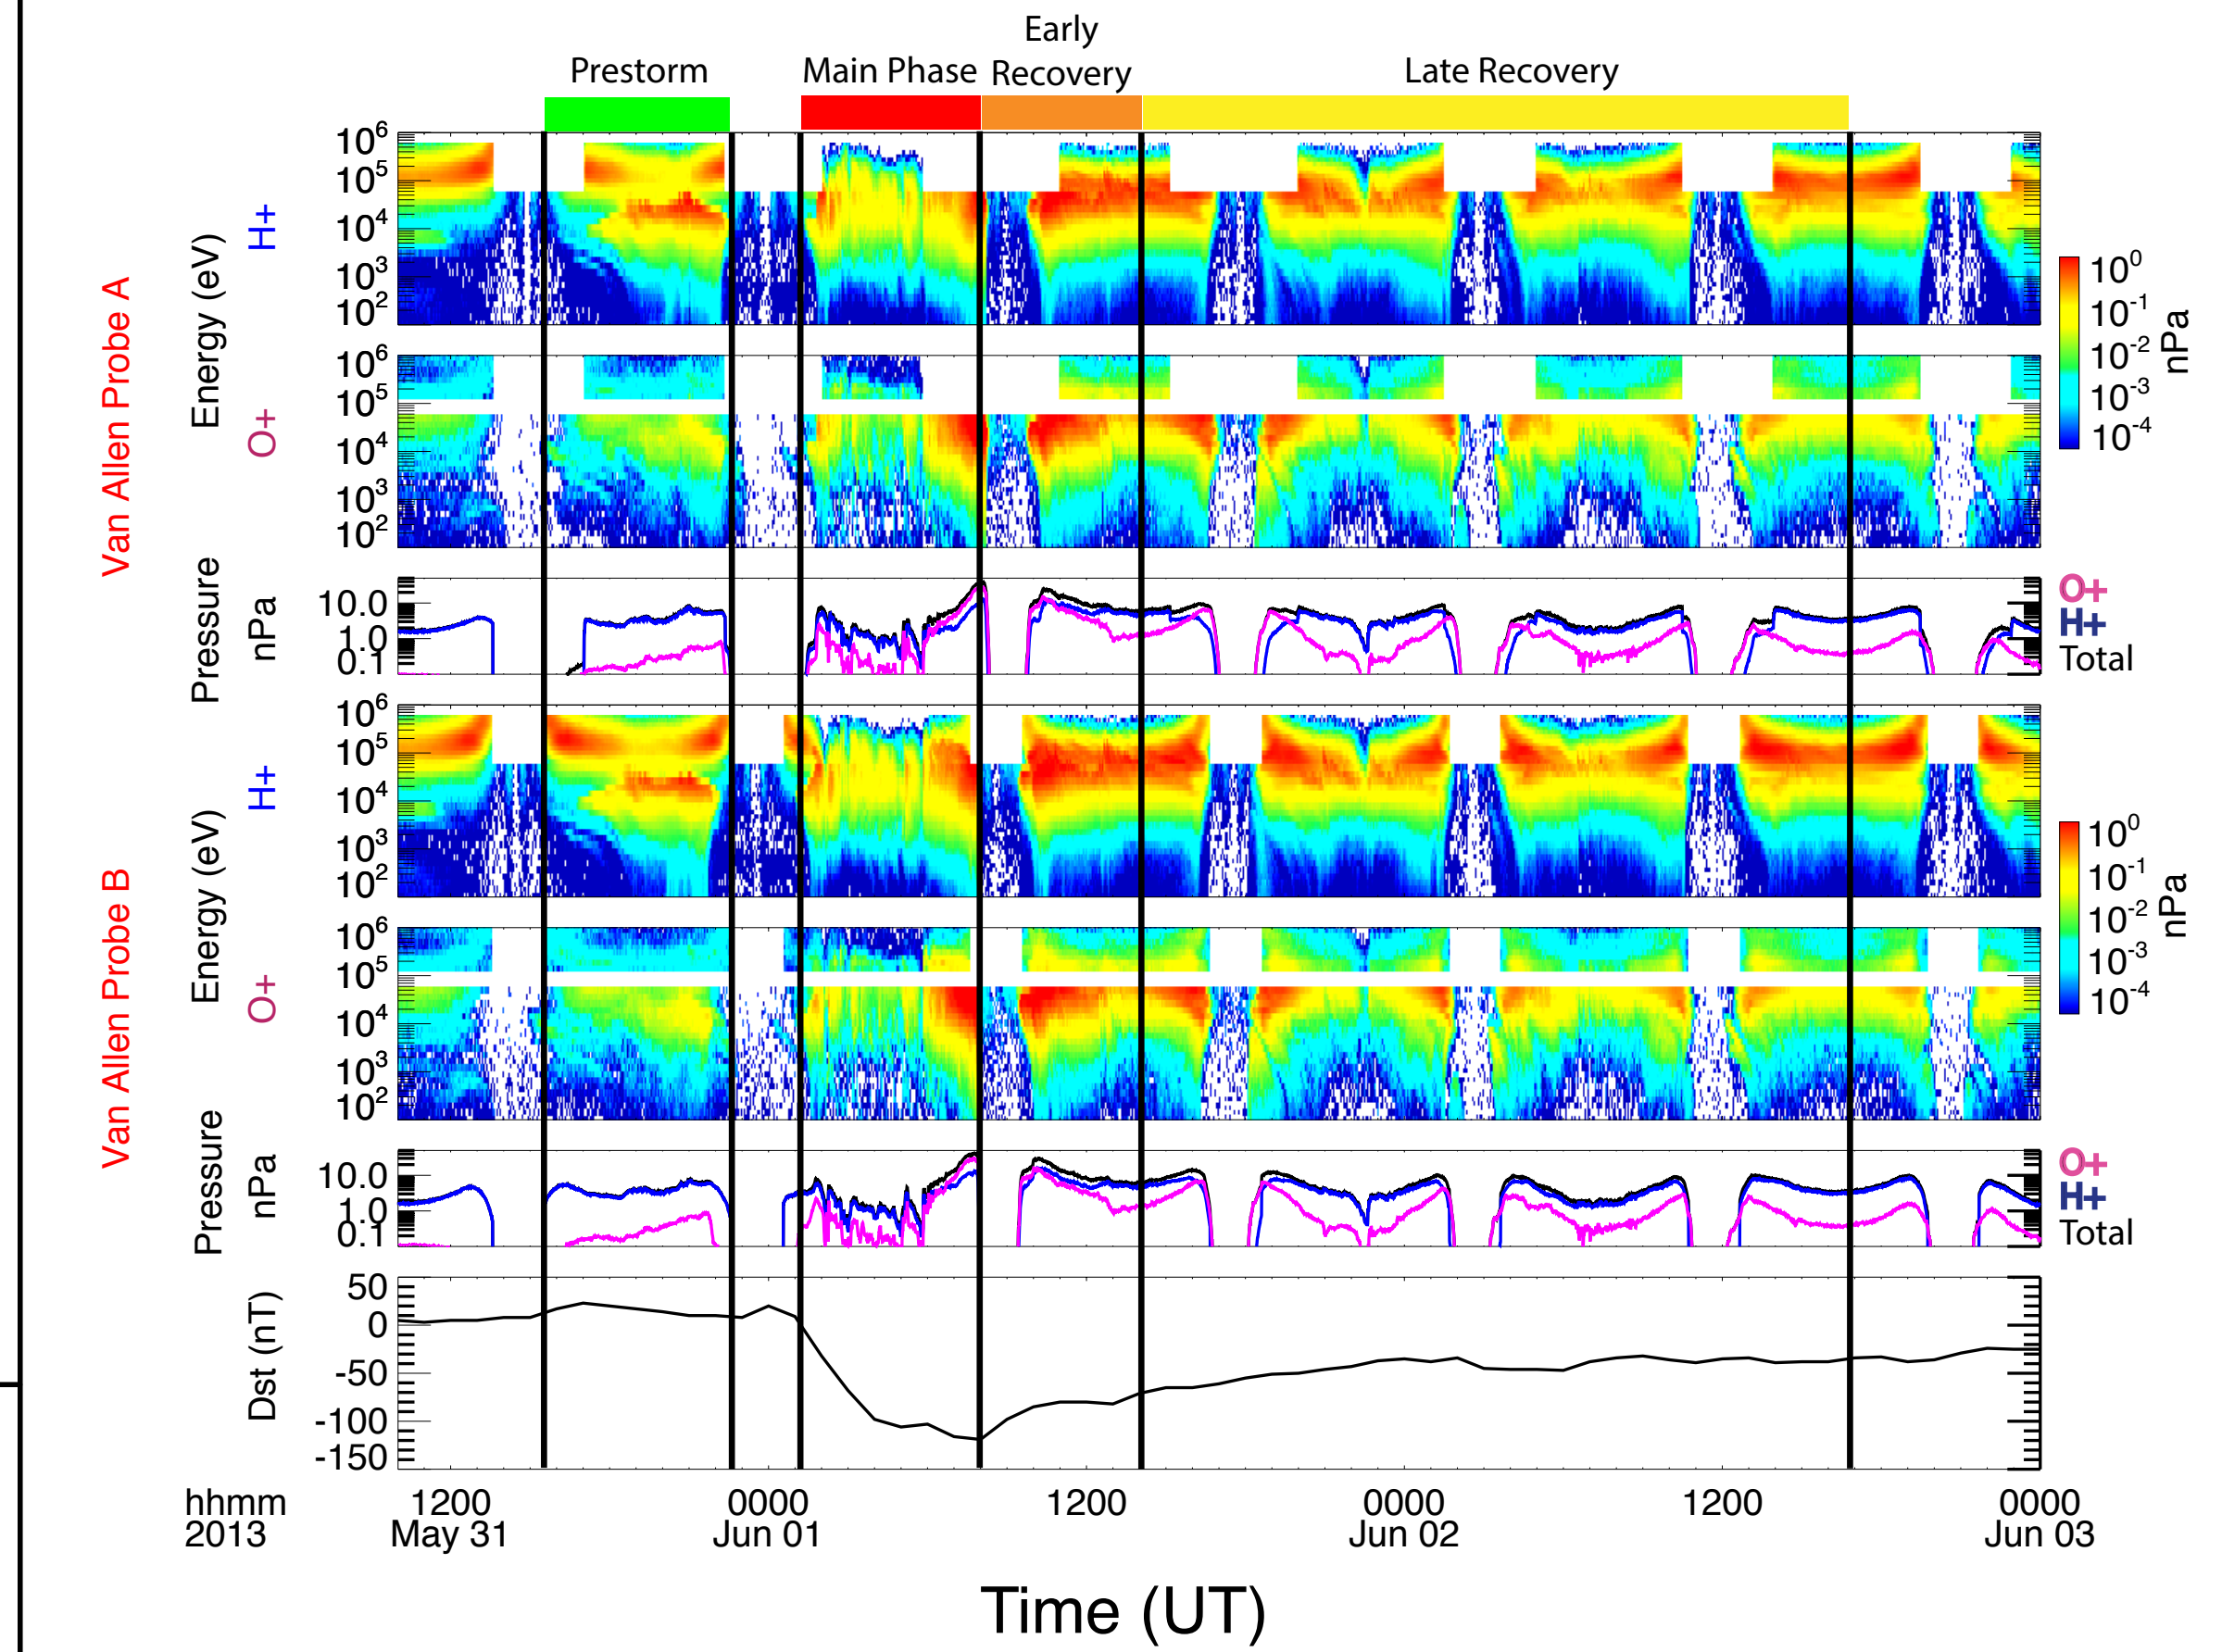 Early
Prestorm Main Phase Recovery Late Recovery
Van Allen Probe A
Energy (eV)
H+
10^6
10^5
10^4
10^3
10^2
O+
10^6
10^5
10^4
10^3
10^2
10^0
10^-1
10^-2
10^-3
10^-4
nPa
Pressure
nPa
10.0
1.0
0.1
O+
H+
Total
Van Allen Probe B
Energy (eV)
H+
10^6
10^5
10^4
10^3
10^2
O+
10^6
10^5
10^4
10^3
10^2
10^0
10^-1
10^-2
10^-3
10^-4
nPa
Pressure
nPa
10.0
1.0
0.1
O+
H+
Total
Dst (nT)
50
0
-50
-100
-150
hhmm 1200 0000 1200 0000 1200 0000
2013 May 31 Jun 01 Jun 02 Jun 03
Time (UT)